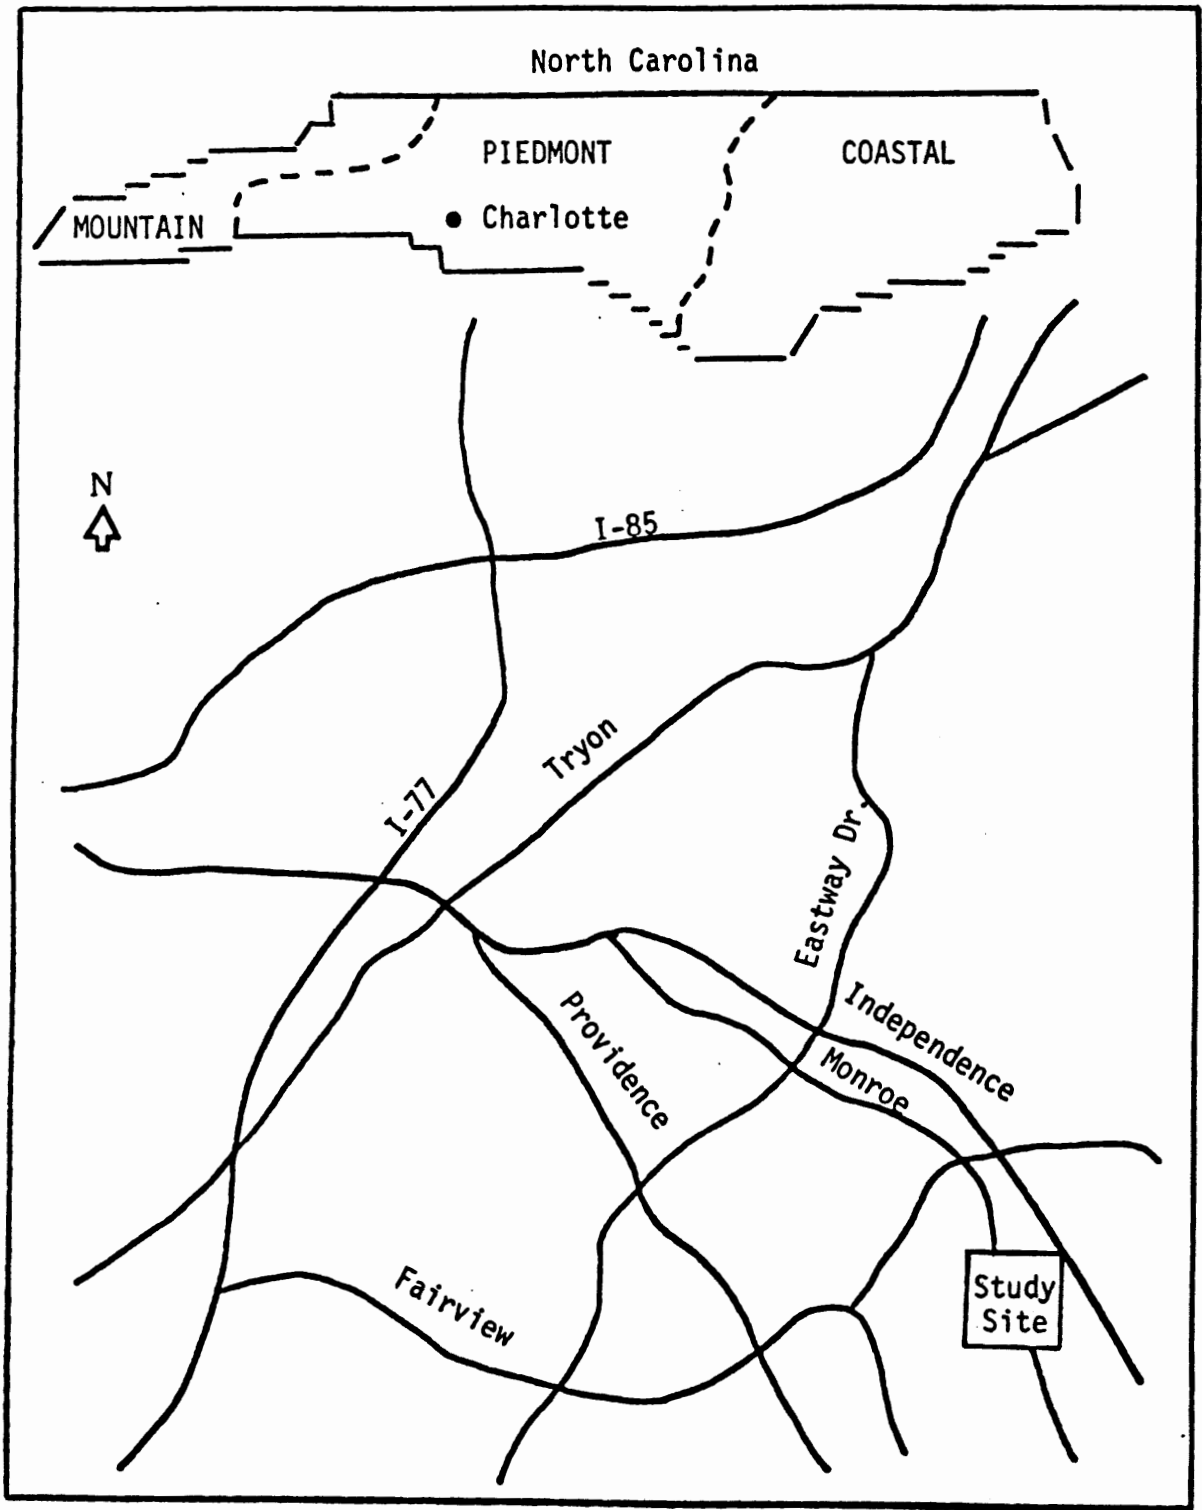 North Carolina
PIEDMONT
COASTAL
MOUNTAIN
Charlotte
N
I-85
Tryon
I-77
Eastway Dr.
Independence
Providence
Monroe
Fairview
Study
Site